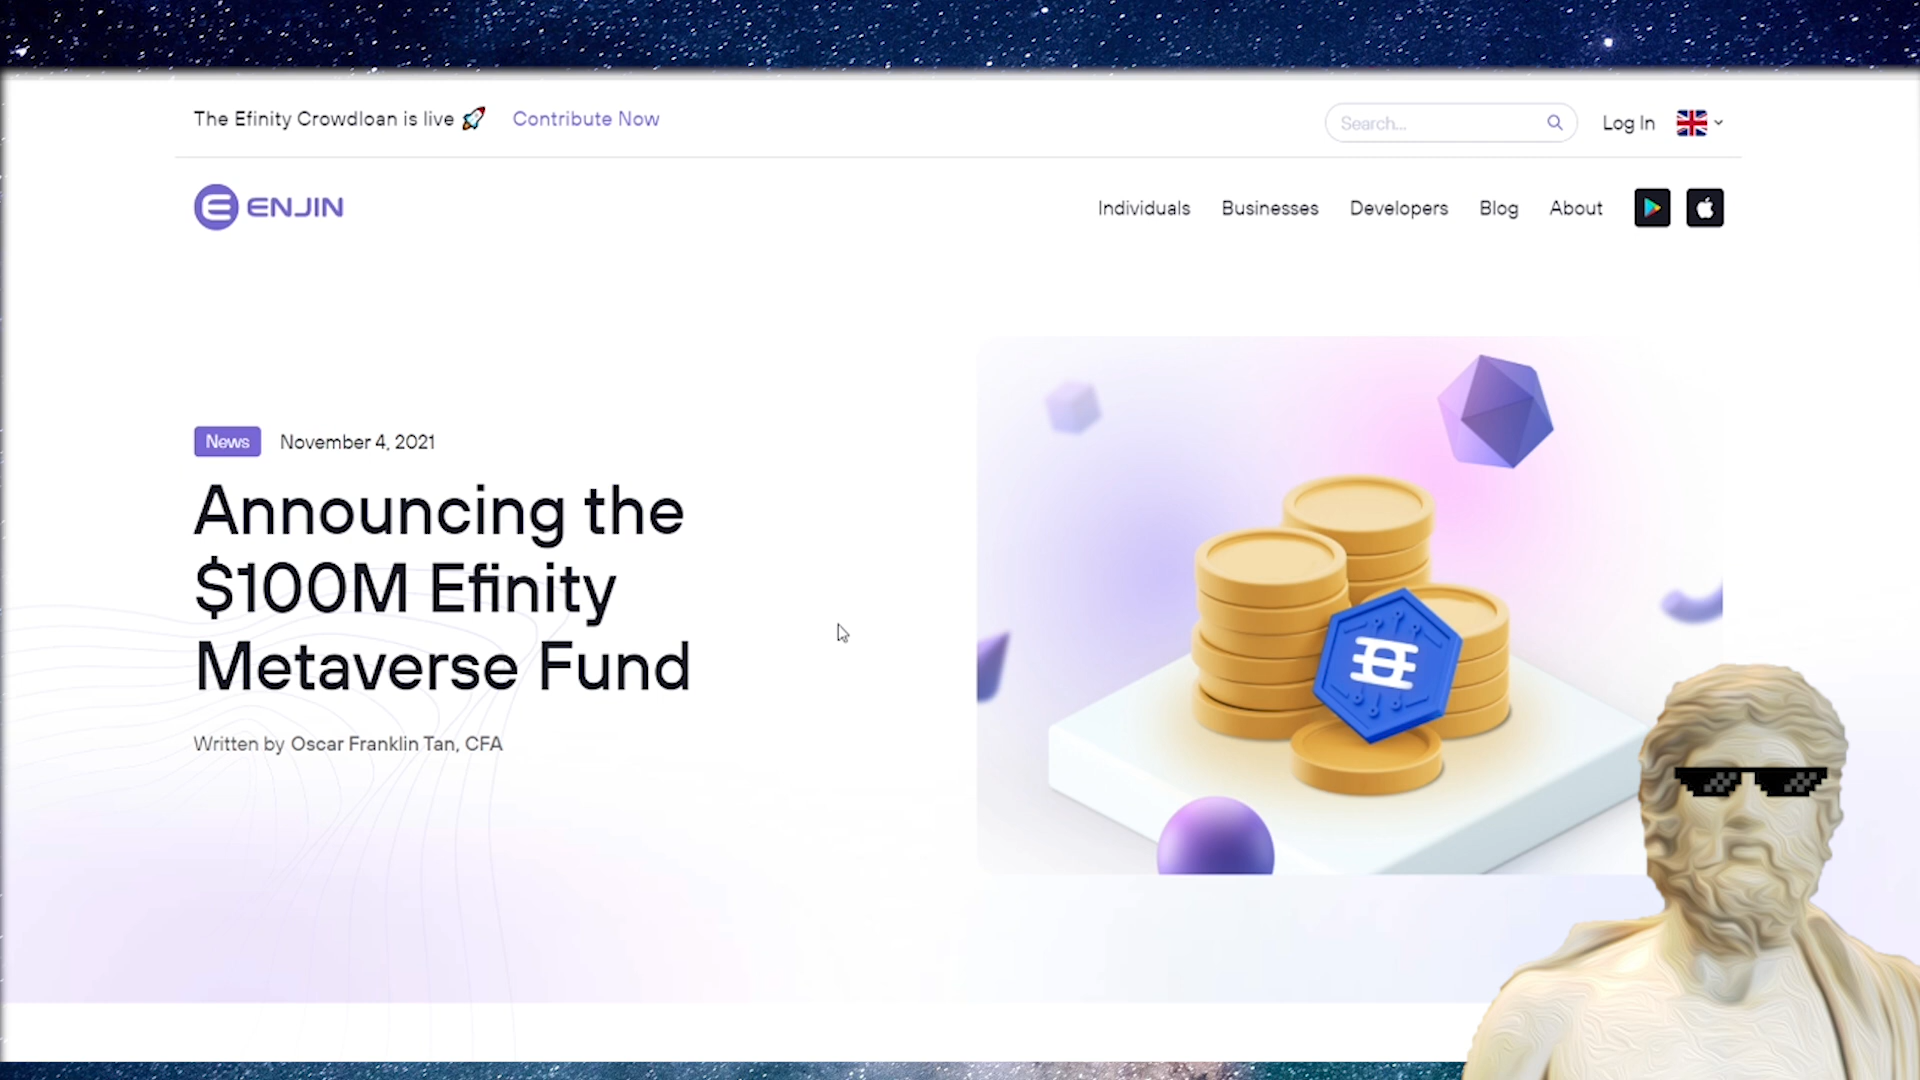 The Efinity Crowdloan is live 🚀 Contribute Now
Search...
Log In
ENJIN
Individuals Businesses Developers Blog About
News November 4, 2021
Announcing the
$100M Efinity
Metaverse Fund
Written by Oscar Franklin Tan, CFA